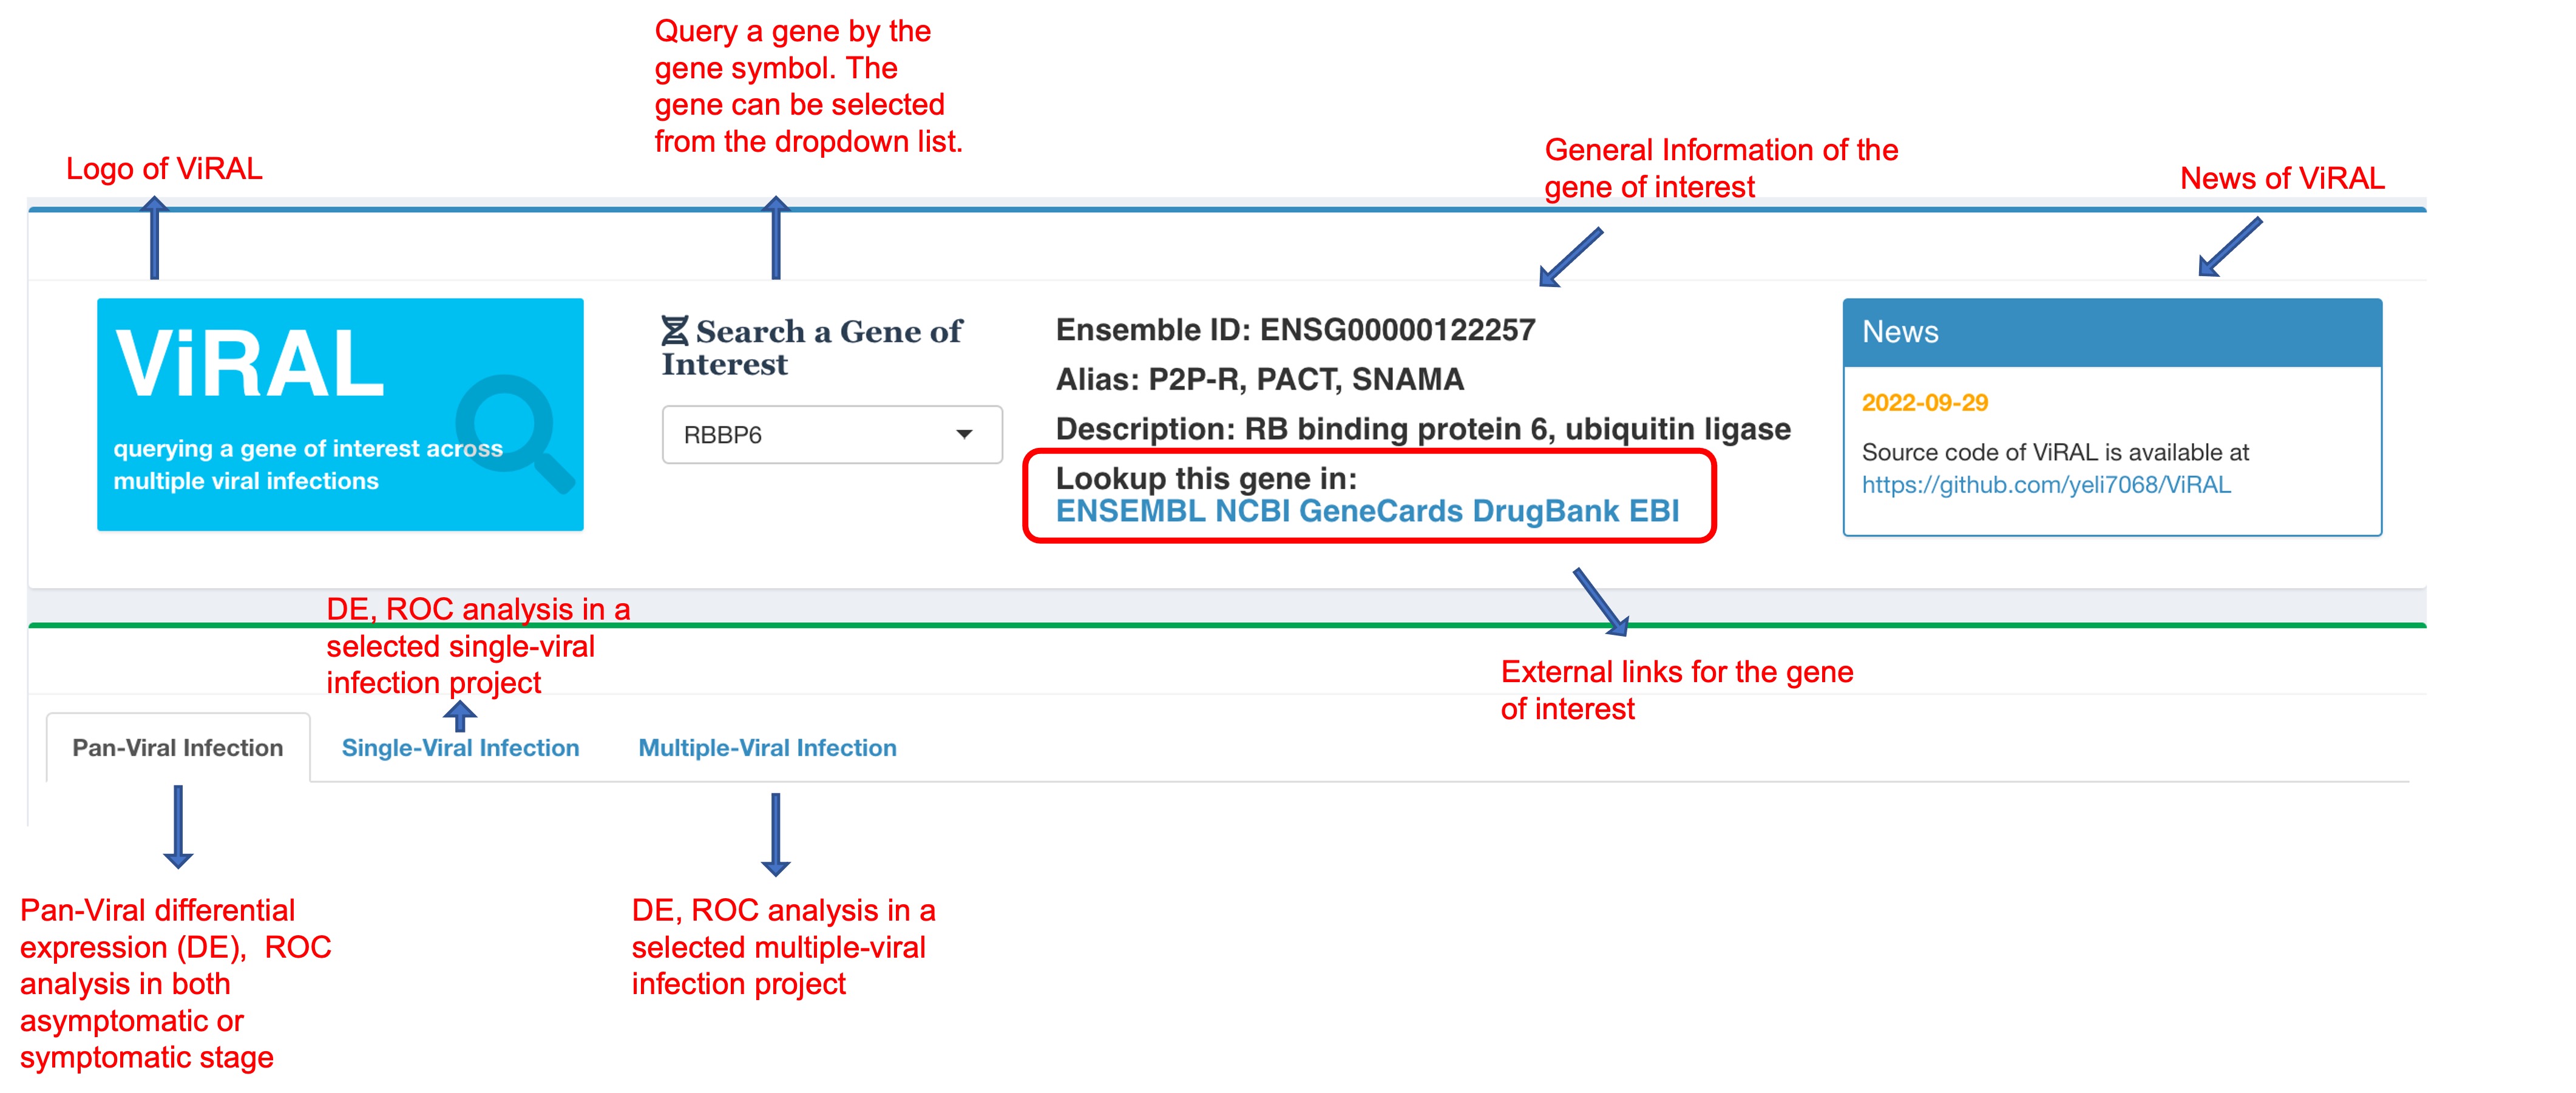 Query a gene by the
gene symbol. The
gene can be selected
from the dropdown list.
Logo of ViRAL
General Information of the
gene of interest
News of ViRAL
ViRAL
querying a gene of interest across
multiple viral infections
Search a Gene of
Interest
RBBP6
Ensemble ID: ENSG00000122257
Alias: P2P-R, PACT, SNAMA
Description: RB binding protein 6, ubiquitin ligase
Lookup this gene in:
ENSEMBL NCBI GeneCards DrugBank EBI
News
2022-09-29
Source code of ViRAL is available at
https://github.com/yeli7068/ViRAL
DE, ROC analysis in a
selected single-viral
infection project
External links for the gene
of interest
Pan-Viral Infection
Single-Viral Infection
Multiple-Viral Infection
Pan-Viral differential
expression (DE), ROC
analysis in both
asymptomatic or
symptomatic stage
DE, ROC analysis in a
selected multiple-viral
infection project